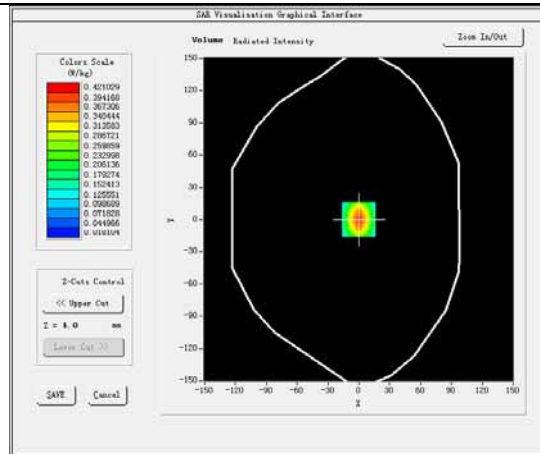 SAR Visualisation Graphical Interface
Volume Radiated Intensity
Zoom In/Out
Colors Scale
(W/kg)
0.421029
0.394168
0.367306
0.340444
0.313583
0.286721
0.259859
0.232998
0.206136
0.179274
0.152413
0.125551
0.098689
0.071828
0.044966
0.018104
150
120
90
60
30
Y
0
-30
-60
-90
-120
-150
-150 -120 -90 -60 -30 0 30 60 90 120 150
X
Z-Cuts Control
<< Upper Cut
Z = 4.0 mm
Lower Cut >>
SAVE
Cancel